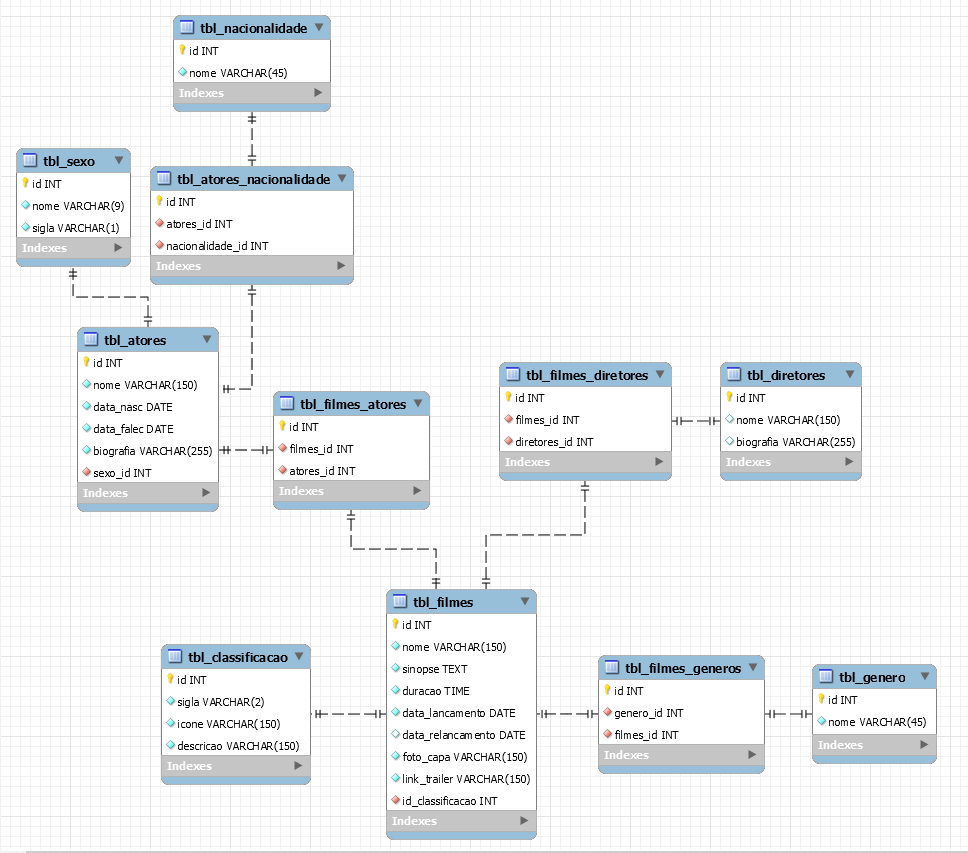 tbl_nacionalidade
id INT
nome VARCHAR(45)
Indexes
tbl_sexo
id INT
nome VARCHAR(9)
sigla VARCHAR(1)
Indexes
tbl_atores_nacionalidade
id INT
atores_id INT
nacionalidade_id INT
Indexes
tbl_atores
id INT
nome VARCHAR(150)
data_nasc DATE
data_falec DATE
biografia VARCHAR(255)
sexo_id INT
Indexes
tbl_filmes_atores
id INT
filmes_id INT
atores_id INT
Indexes
tbl_filmes_diretores
id INT
filmes_id INT
diretores_id INT
Indexes
tbl_diretores
id INT
nome VARCHAR(150)
biografia VARCHAR(255)
Indexes
tbl_classificacao
id INT
sigla VARCHAR(2)
icone VARCHAR(150)
descricao VARCHAR(150)
Indexes
tbl_filmes
id INT
nome VARCHAR(150)
sinopse TEXT
duracao TIME
data_lancamento DATE
data_relancamento DATE
foto_capa VARCHAR(150)
link_trailer VARCHAR(150)
id_classificacao INT
Indexes
tbl_filmes_generos
id INT
genero_id INT
filmes_id INT
Indexes
tbl_genero
id INT
nome VARCHAR(45)
Indexes